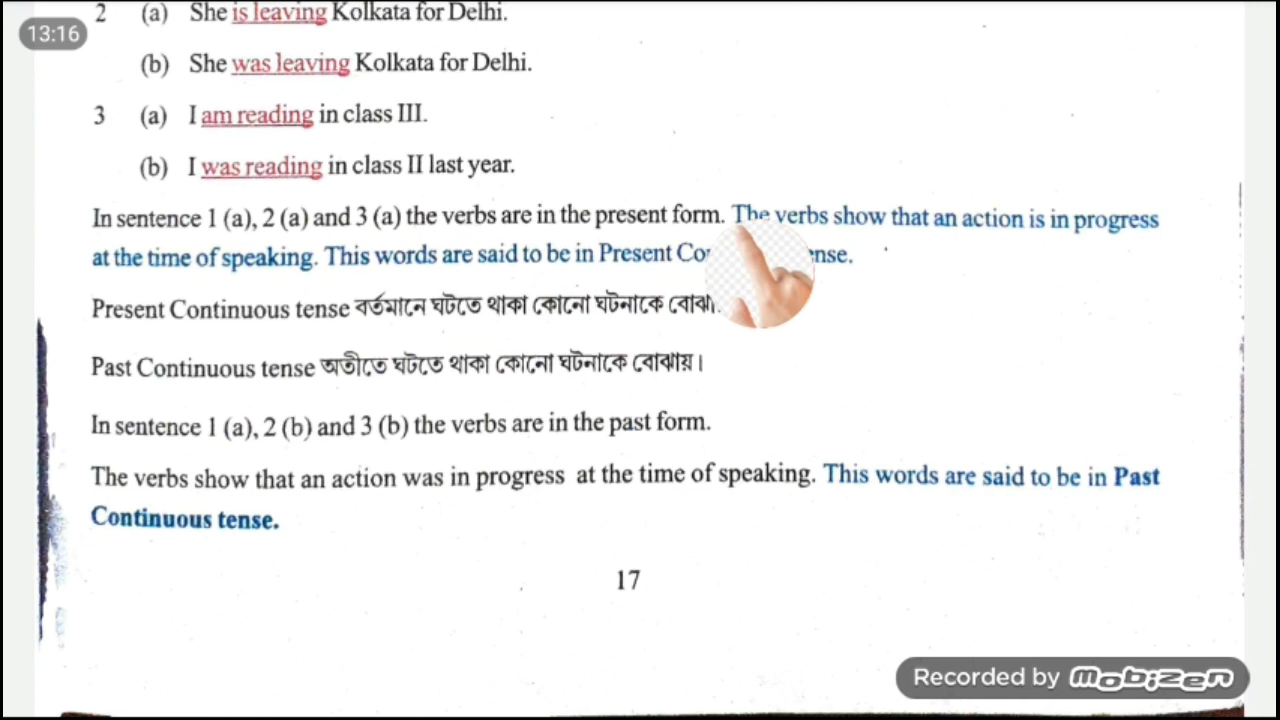 2 (a) She is leaving Kolkata for Delhi.
13:16
(b) She was leaving Kolkata for Delhi.
3 (a) I am reading in class III.
(b) I was reading in class II last year.
In sentence 1 (a), 2 (a) and 3 (a) the verbs are in the present form. The verbs show that an action is in progress
at the time of speaking. This words are said to be in Present
Present Continuous tense বর্তমানে ঘটতে থাকা কোনো ঘটনাকে
Past Continuous tense অতীতে ঘটতে থাকা কোনো ঘটনাকে বোঝায়।
In sentence 1 (a), 2 (b) and 3 (b) the verbs are in the past form.
The verbs show that an action was in progress at the time of speaking. This words are said to be in Past
Continuous tense.
17
Recorded by Mobizen